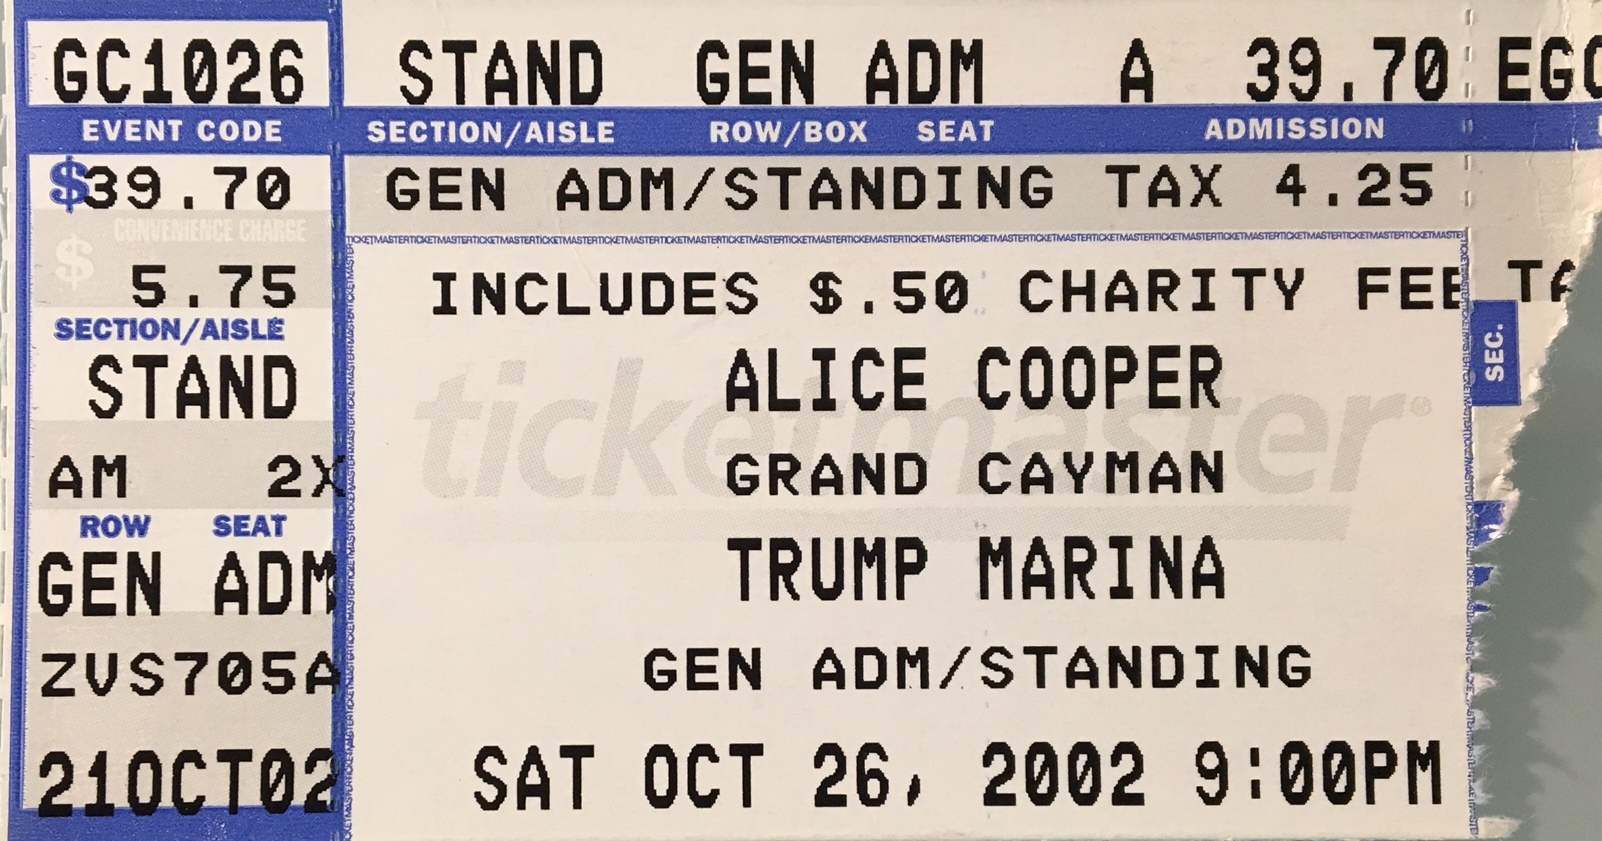 GC1026 STAND GEN ADM A 39.70 EGC
EVENT CODE SECTION/AISLE ROW/BOX SEAT ADMISSION
$39.70 GEN ADM/STANDING TAX 4.25
CONVENIENCE CHARGE
$ 5.75 INCLUDES $.50 CHARITY FEE TA
SECTION/AISLE
STAND ALICE COOPER
ticketmaster®
SEC.
AM 2X GRAND CAYMAN
ROW SEAT
GEN ADM TRUMP MARINA
ZVS705A GEN ADM/STANDING
21OCT02 SAT OCT 26, 2002 9:00PM